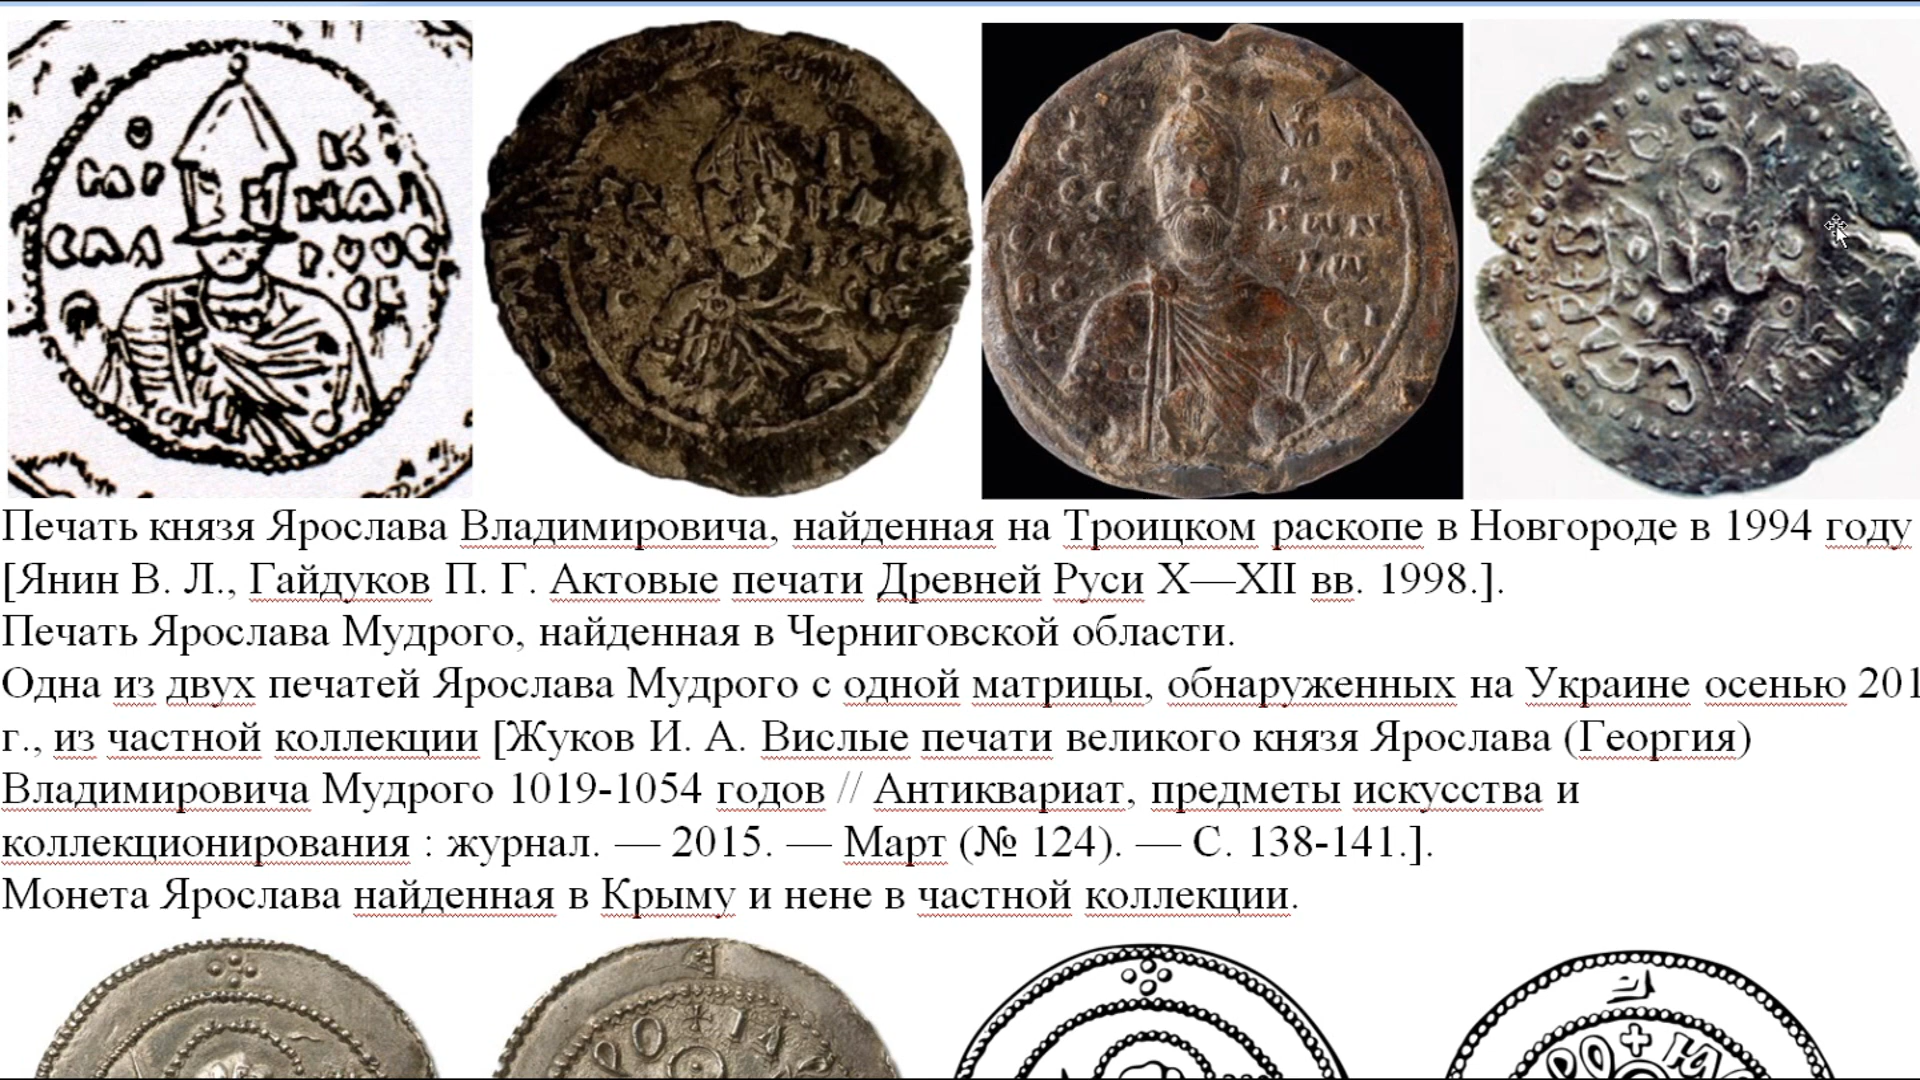 Печать князя Ярослава Владимировича, найденная на Троицком раскопе в Новгороде в 1994 году
[Янин В. Л., Гайдуков П. Г. Актовые печати Древней Руси X—XII вв. 1998.].
Печать Ярослава Мудрого, найденная в Черниговской области.
Одна из двух печатей Ярослава Мудрого с одной матрицы, обнаруженных на Украине осенью 201
г., из частной коллекции [Жуков И. А. Вислые печати великого князя Ярослава (Георгия)
Владимировича Мудрого 1019-1054 годов // Антиквариат, предметы искусства и
коллекционирования : журнал. — 2015. — Март (№ 124). — С. 138-141.].
Монета Ярослава найденная в Крыму и нене в частной коллекции.